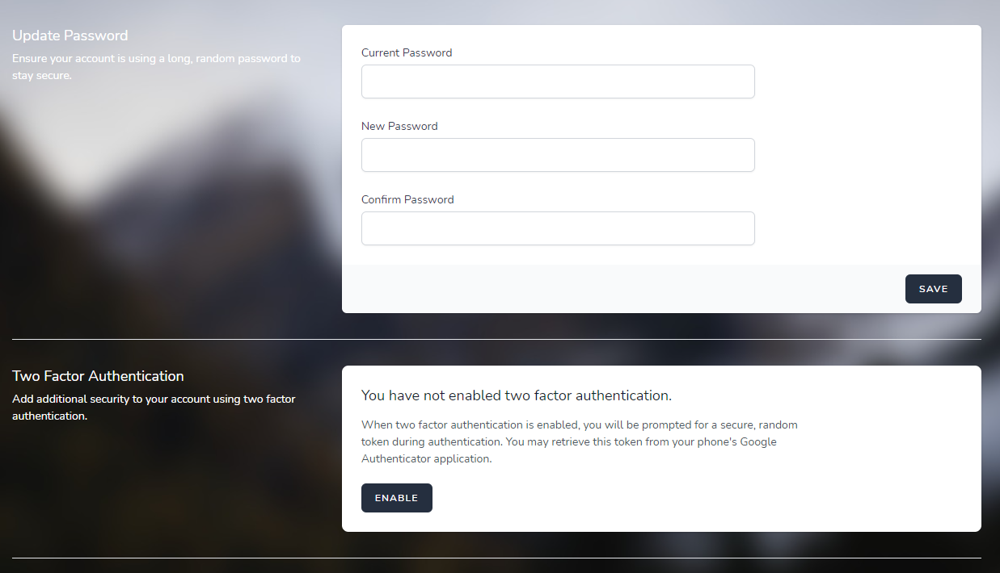 Update Password
Ensure your account is using a long, random password to
stay secure.
Current Password
New Password
Confirm Password
SAVE
Two Factor Authentication
Add additional security to your account using two factor
authentication.
You have not enabled two factor authentication.
When two factor authentication is enabled, you will be prompted for a secure, random
token during authentication. You may retrieve this token from your phone's Google
Authenticator application.
ENABLE